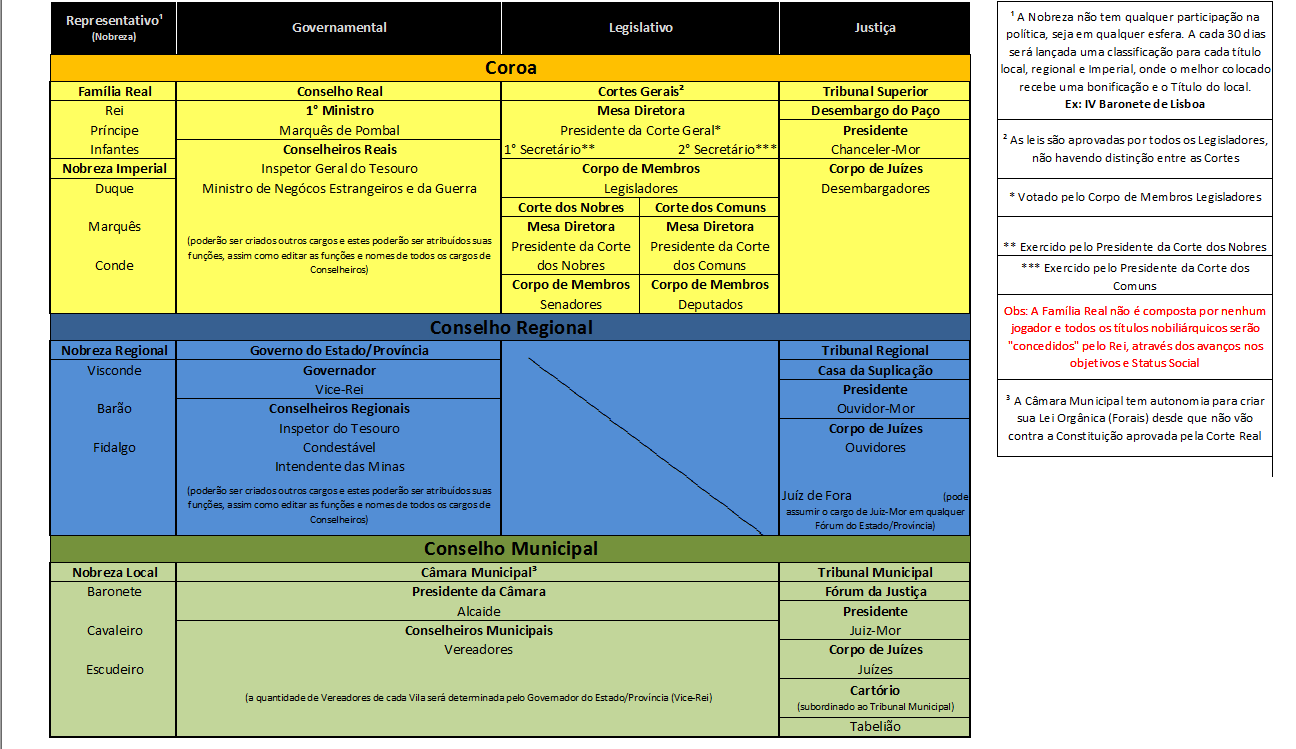 Representativo¹ Governamental Legislativo Justiça
(Nobreza)
Coroa
Família Real Conselho Real Cortes Gerais² Tribunal Superior
Rei 1° Ministro Mesa Diretora Desembargo do Paço
Príncipe Marquês de Pombal Presidente da Corte Geral* Presidente
Infantes Conselheiros Reais 1° Secretário** 2° Secretário*** Chanceler-Mor
Nobreza Imperial Inspetor Geral do Tesouro Corpo de Membros Corpo de Juízes
Duque Ministro de Negócos Estrangeiros e da Guerra Legisladores Desembargadores
Corte dos Nobres Corte dos Comuns
Marquês Mesa Diretora Mesa Diretora
(poderão ser criados outros cargos e estes poderão ser atribuídos suas
funções, assim como editar as funções e nomes de todos os cargos de
Conselheiros)
Presidente da Corte Presidente da Corte
Conde dos Nobres dos Comuns
Corpo de Membros Corpo de Membros
Senadores Deputados
Conselho Regional
Nobreza Regional Governo do Estado/Província Tribunal Regional
Visconde Governador Casa da Suplicação
Vice-Rei Presidente
Barão Conselheiros Regionais Ouvidor-Mor
Inspetor do Tesouro Corpo de Juízes
Fidalgo Condestável Ouvidores
Intendente das Minas
(poderão ser criados outros cargos e estes poderão ser atribuídos suas
funções, assim como editar as funções e nomes de todos os cargos de
Conselheiros)
Juíz de Fora (pode
assumir o cargo de Juiz-Mor em qualquer
Fórum do Estado/Província)
Conselho Municipal
Nobreza Local Câmara Municipal³ Tribunal Municipal
Baronete Presidente da Câmara Fórum da Justiça
Alcaide Presidente
Cavaleiro Conselheiros Municipais Juiz-Mor
Vereadores Corpo de Juízes
Escudeiro Juízes
(a quantidade de Vereadores de cada Vila será determinada pelo Governador do Estado/Província (Vice-Rei)
Cartório
(subordinado ao Tribunal Municipal)
Tabelião
¹ A Nobreza não tem qualquer participação na
política, seja em qualquer esfera. A cada 30 dias
será lançada uma classificação para cada título
local, regional e Imperial, onde o melhor colocado
recebe uma bonificação e o Título do local.
Ex: IV Baronete de Lisboa
² As leis são aprovadas por todos os Legisladores,
não havendo distinção entre as Cortes
* Votado pelo Corpo de Membros Legisladores
** Exercido pelo Presidente da Corte dos Nobres
*** Exercido pelo Presidente da Corte dos
Comuns
Obs: A Família Real não é composta por nenhum
jogador e todos os títulos nobiliárquicos serão
"concedidos" pelo Rei, através dos avanços nos
objetivos e Status Social
³ A Câmara Municipal tem autonomia para criar
sua Lei Orgânica (Forais) desde que não vão
contra a Constituição aprovada pela Corte Real